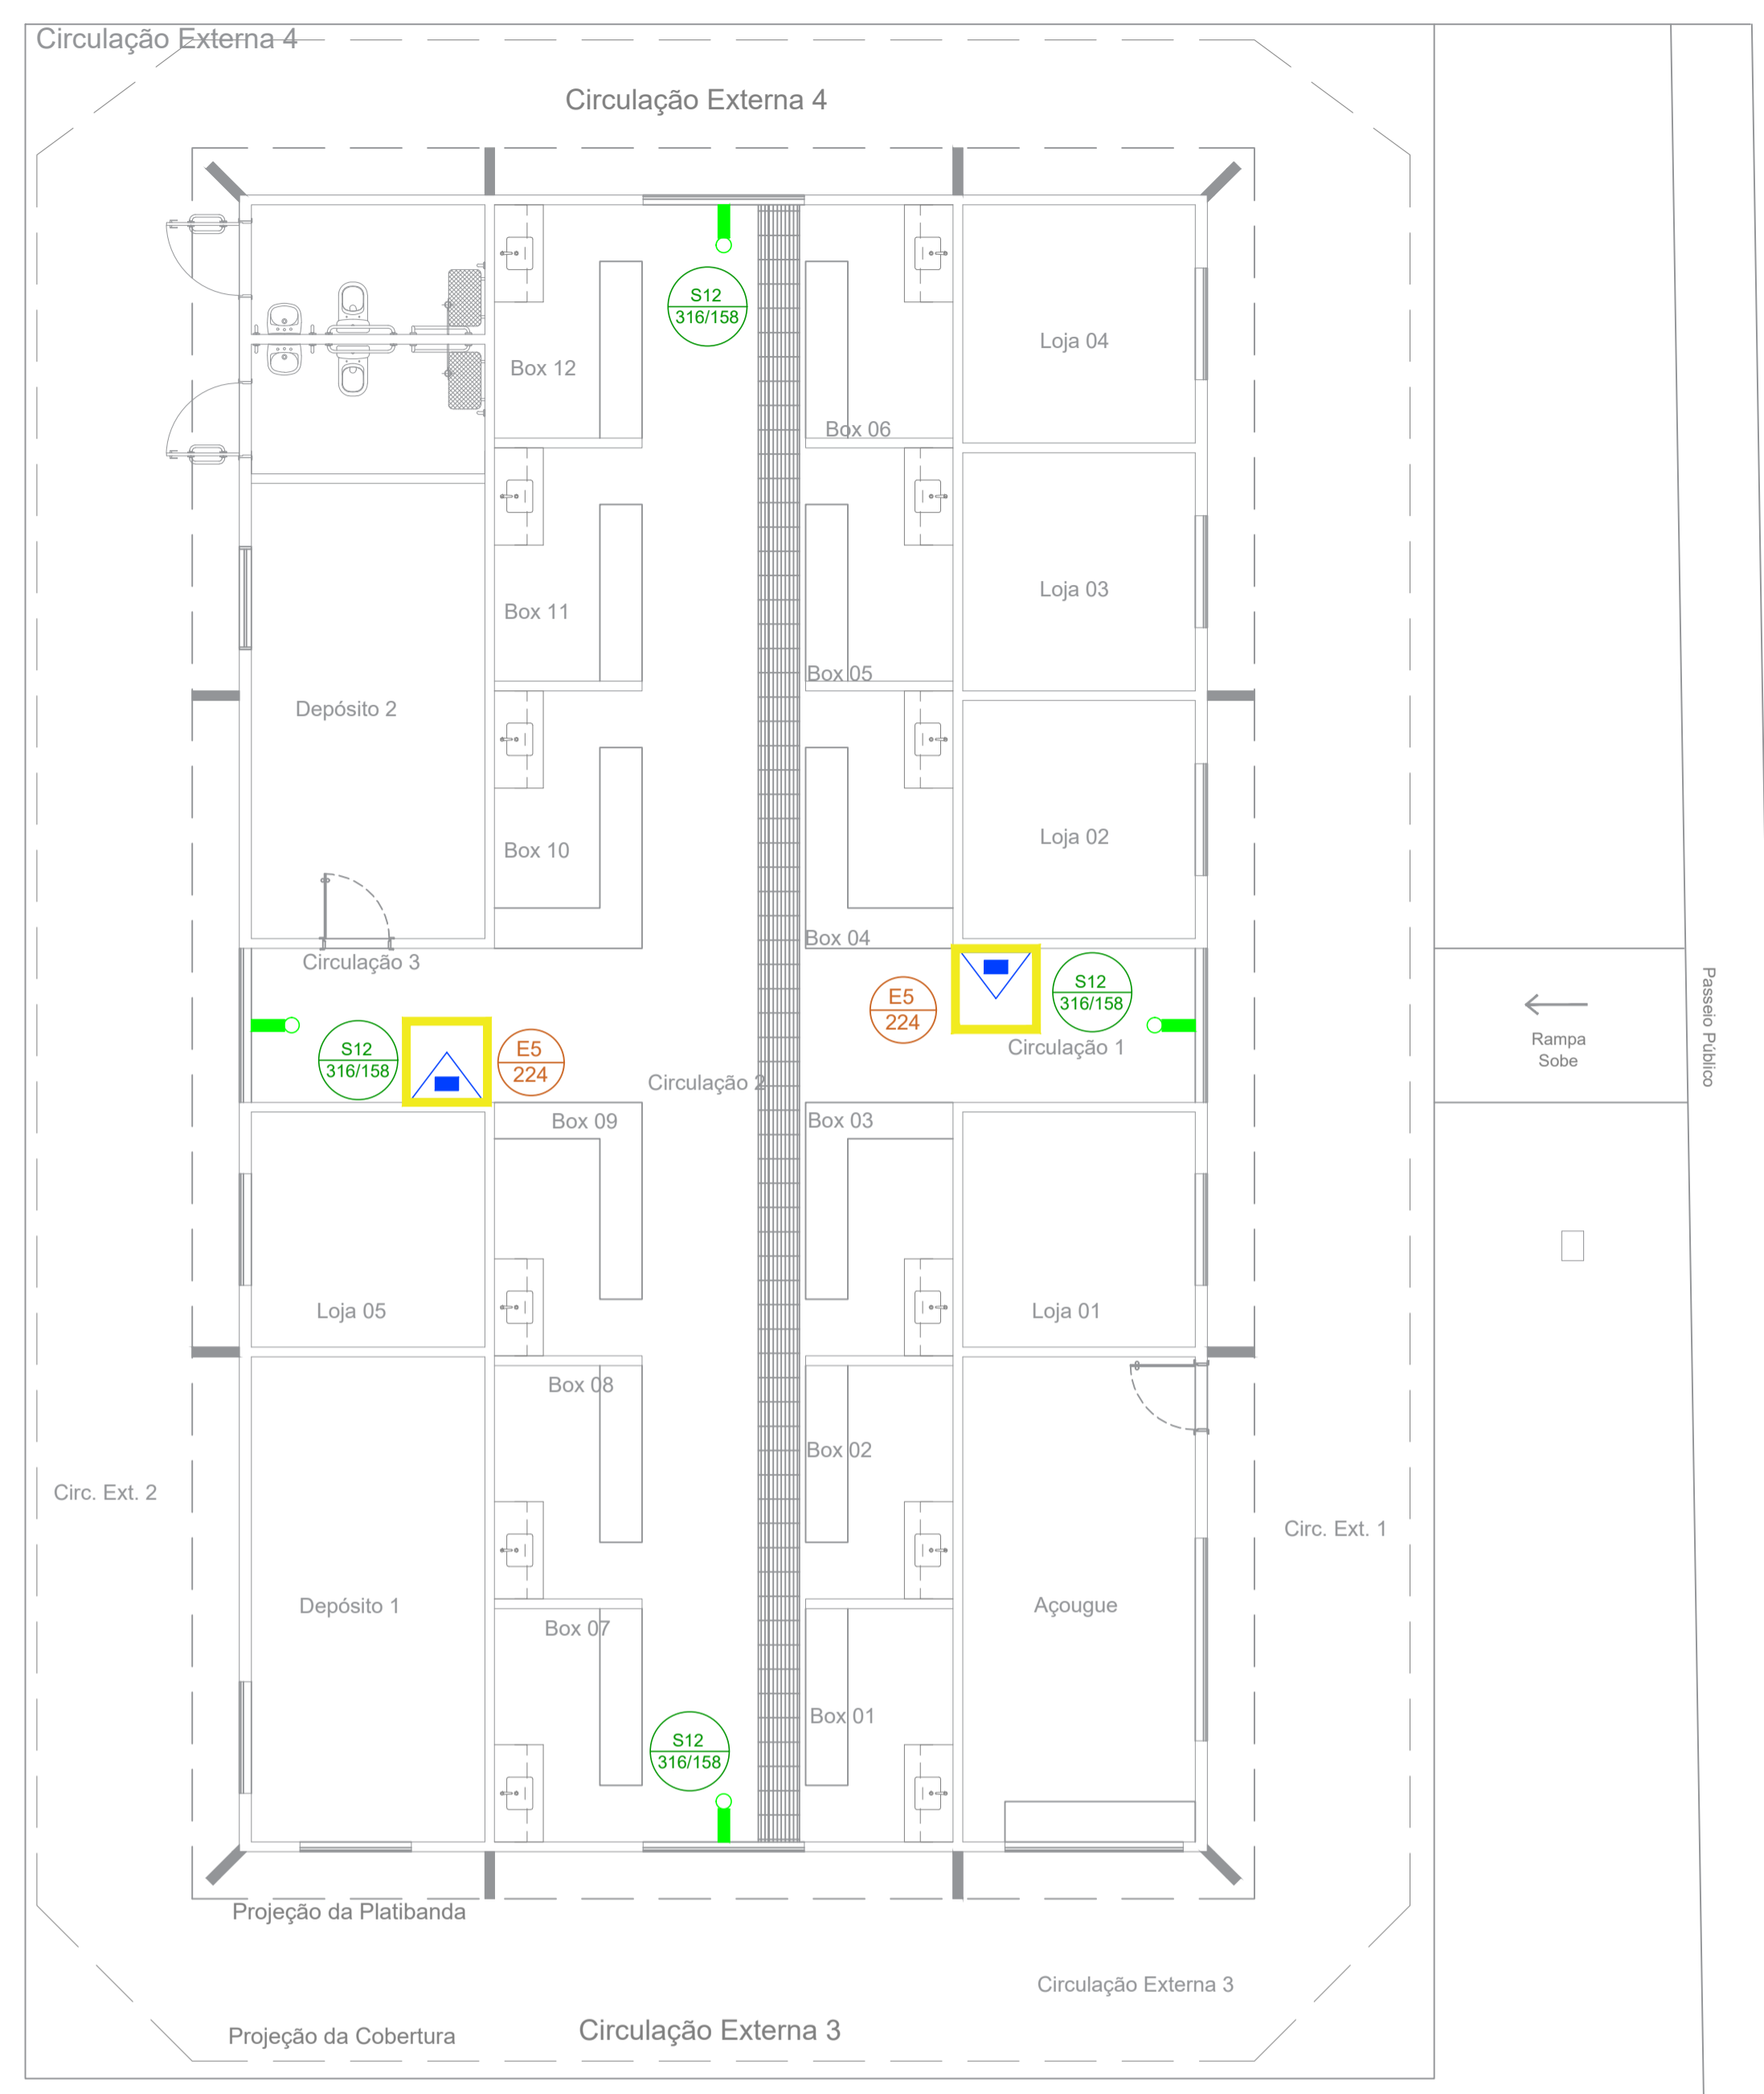 Circulação Externa 4
Circulação Externa 4
S12
316/158
Loja 04
Box 12
Box 06
Loja 03
Box 11
Box 05
Depósito 2
Loja 02
Box 10
Box 04
Circulação 3
S12
316/158
E5
224
Passeio Público
Rampa
Sobe
Circulação 1
S12
316/158
E5
224
Circulação 2
Box 09
Box 03
Loja 05
Loja 01
Box 08
Box 02
Circ. Ext. 2
Circ. Ext. 1
Depósito 1
Açougue
Box 07
Box 01
S12
316/158
Projeção da Platibanda
Circulação Externa 3
Projeção da Cobertura
Circulação Externa 3